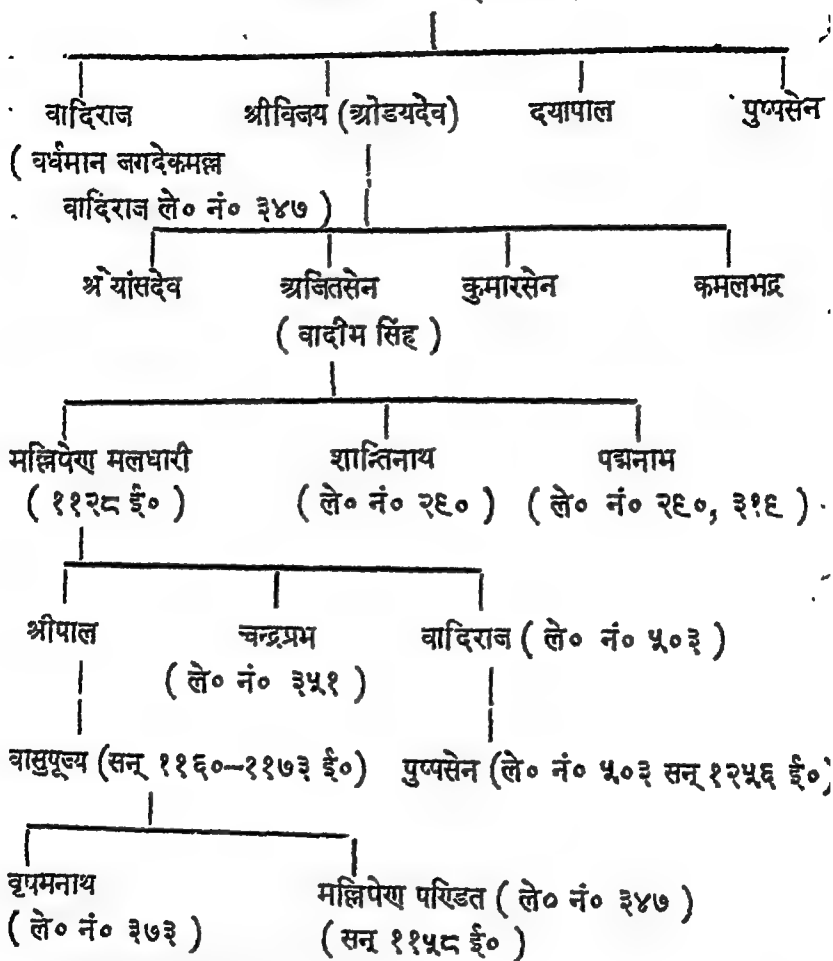 वादिराज श्रीविजय (ओडयदेव) दयापाल पुष्पसेन
( वर्धमान जगदेकमल्ल
वादिराज ले० नं० ३४७ )
श्रेयांसदेव अजितसेन कुमारसेन कमलभद्र
( वादीभ सिंह )
मल्लिषेण मलधारी शान्तिनाथ पद्मनाभ
( ११२८ ई० ) ( ले० नं० २९० ) ( ले० नं० २९०, ३१९ )
श्रीपाल चन्द्रप्रभ वादिराज ( ले० नं० ५०३ )
( ले० नं० ३५१ )
वासुपूज्य (सन् ११६०–११७३ ई०) पुष्पसेन (ले० नं० ५०३ सन् १२५६ ई०)
वृषभनाथ मल्लिषेण पण्डित ( ले० नं० ३४७ )
( ले० नं० ३७३ ) ( सन् ११५८ ई० )